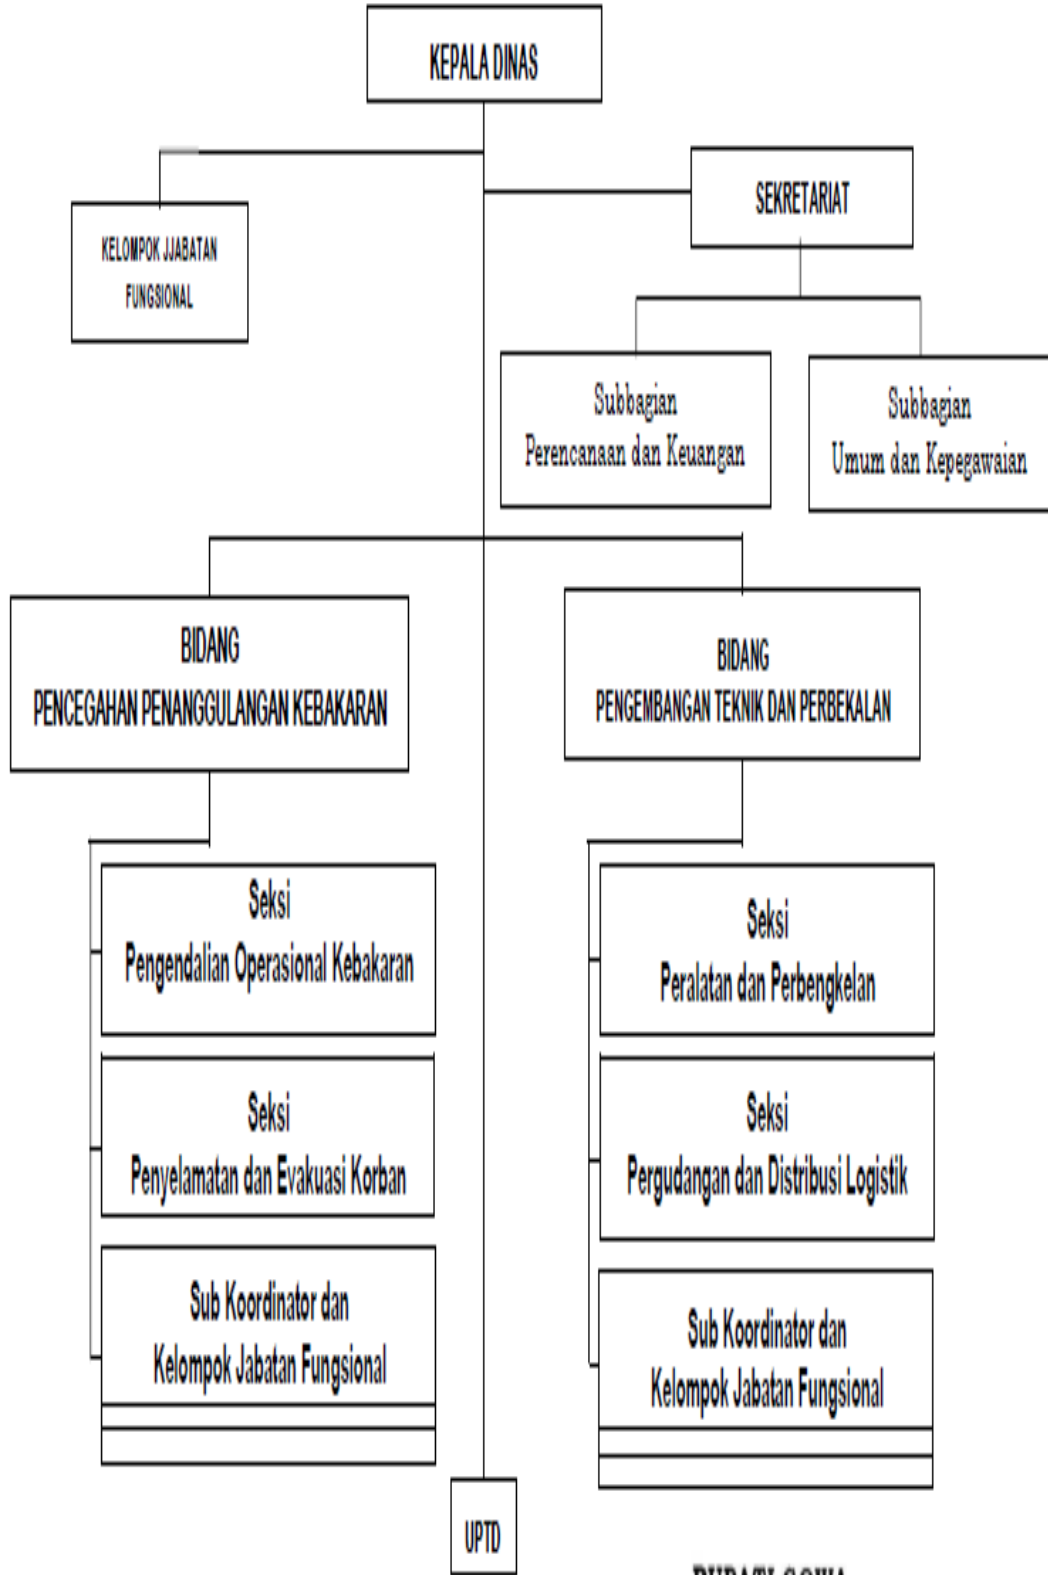 KEPALA DINAS
SEKRETARIAT
KELOMPOK JJABATAN
FUNGSIONAL
Subbagian
Perencanaan dan Keuangan
Subbagian
Umum dan Kepegawaian
BIDANG
PENCEGAHAN PENANGGULANGAN KEBAKARAN
BIDANG
PENGEMBANGAN TEKNIK DAN PERBEKALAN
Seksi
Pengendalian Operasional Kebakaran
Seksi
Penyelamatan dan Evakuasi Korban
Sub Koordinator dan
Kelompok Jabatan Fungsional
Seksi
Peralatan dan Perbengkelan
Seksi
Pergudangan dan Distribusi Logistik
Sub Koordinator dan
Kelompok Jabatan Fungsional
UPTD